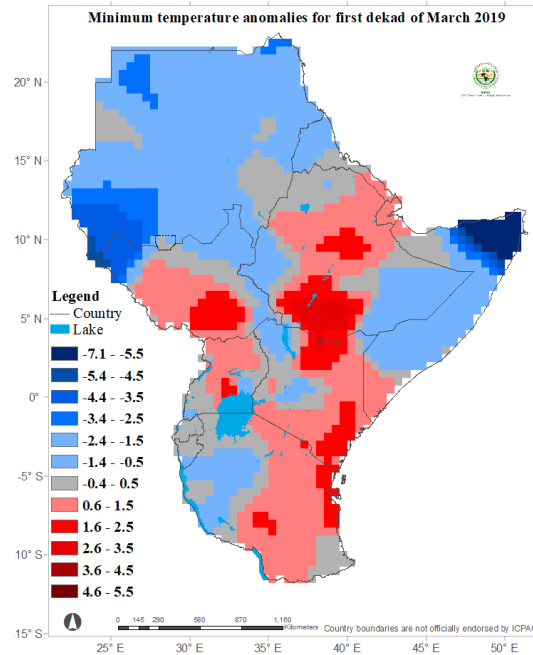 Minimum temperature anomalies for first dekad of March 2019
20° N
15° N
10° N
5° N
0°
5° S
10° S
15° S
ICPAC
Legend
Country
Lake
-7.1 - -5.5
-5.4 - -4.5
-4.4 - -3.5
-3.4 - -2.5
-2.4 - -1.5
-1.4 - -0.5
-0.4 - 0.5
0.6 - 1.5
1.6 - 2.5
2.6 - 3.5
3.6 - 4.5
4.6 - 5.5
0 145 290 580 870 1,160
Kilometers
Country boundaries are not officially endorsed by ICPAC
25° E 30° E 35° E 40° E 45° E 50° E